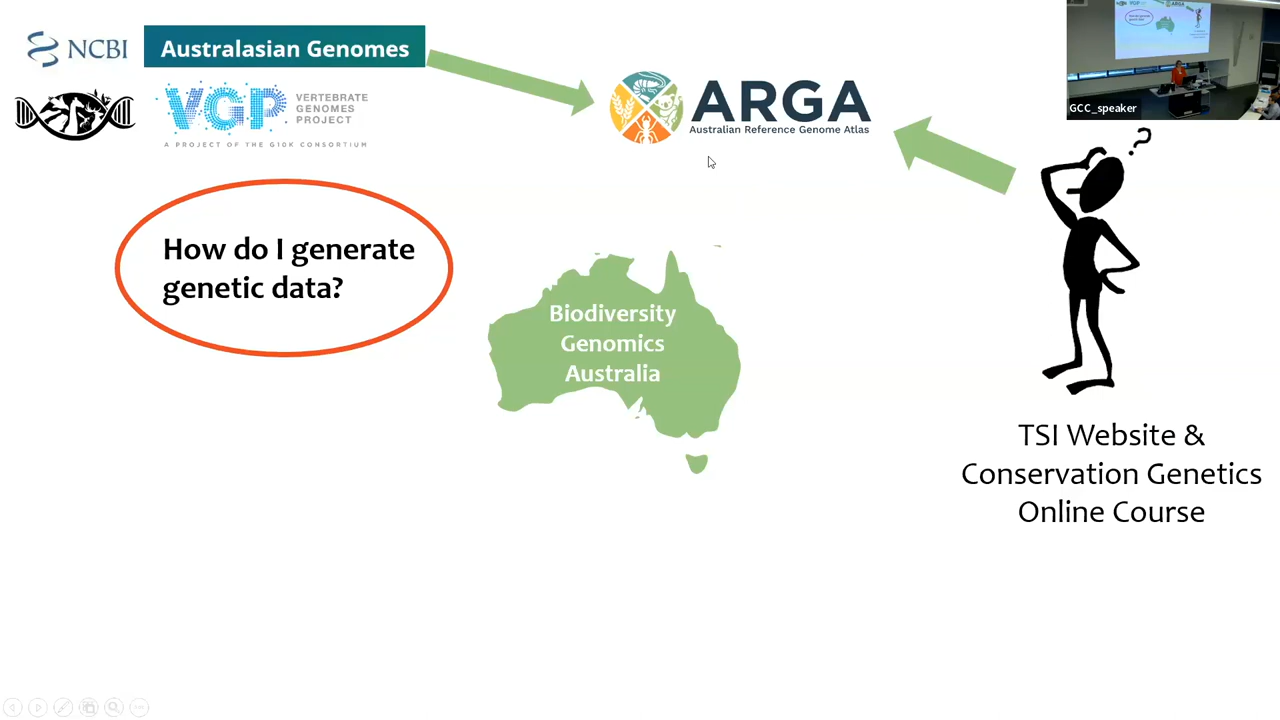 NCBI
Australasian Genomes
VGP
VERTEBRATE
GENOMES
PROJECT
A PROJECT OF THE G10K CONSORTIUM
ARGA
Australian Reference Genome Atlas
GCC_speaker
?
How do I generate
genetic data?
Biodiversity
Genomics
Australia
TSI Website &
Conservation Genetics
Online Course